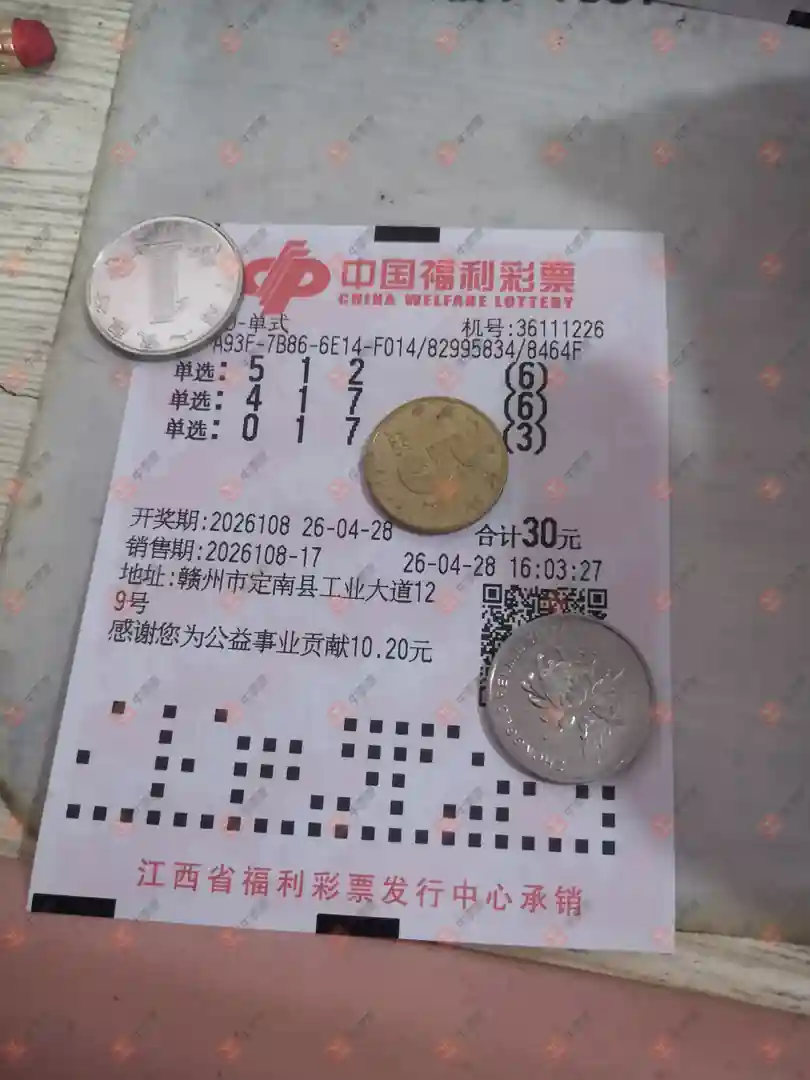 中国福利彩票
CHINA WELFARE LOTTERY
D-单式 机号:36111226
A93F-7B86-6E14-F014/82995834/8464F
单选: 5 1 2 (6)
单选: 4 1 7 (6)
单选: 0 1 7 (3)
开奖期:2026108 26-04-28 合计30元
销售期:2026108-17 26-04-28 16:03:27
地址:赣州市定南县工业大道12
9号
感谢您为公益事业贡献10.20元
江西省福利彩票发行中心承销